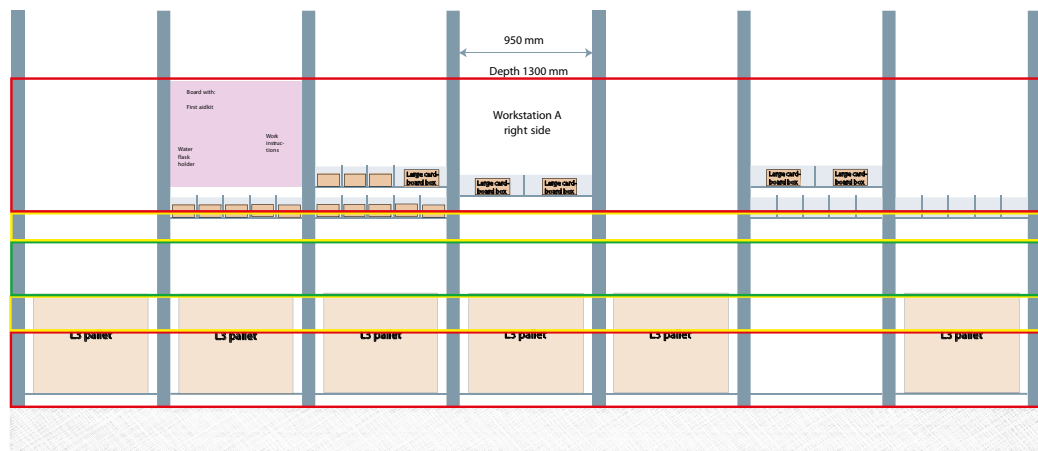 950 mm
Depth 1300 mm
Board with:
First aidkit
Workstation A
right side
Work
instruc-
tions
Water
flask
holder
Large card-
board box
Large card-
board box
Large card-
board box
Large card-
board box
Large card-
board box
L3 pallet
L3 pallet
L3 pallet
L3 pallet
L3 pallet
L3 pallet